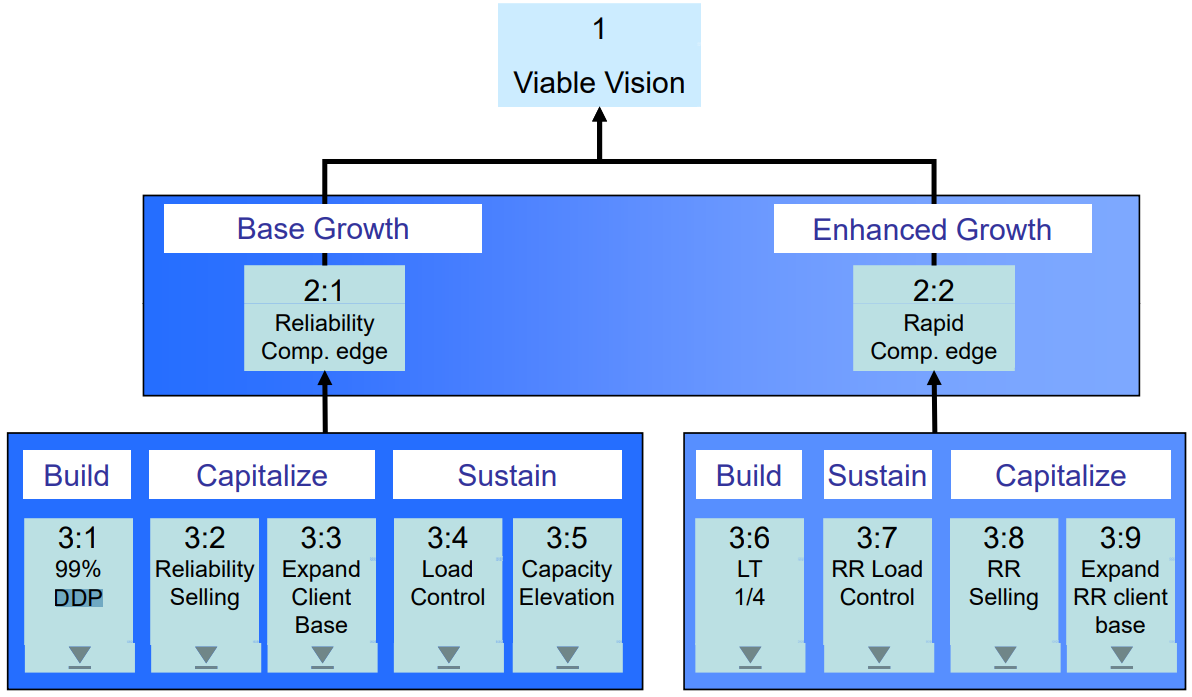 1
Viable Vision
Base Growth
Enhanced Growth
2:1
Reliability
Comp. edge
2:2
Rapid
Comp. edge
Build
Capitalize
Sustain
3:1
99%
DDP
3:2
Reliability
Selling
3:3
Expand
Client
Base
3:4
Load
Control
3:5
Capacity
Elevation
Build
Sustain
Capitalize
3:6
LT
1/4
3:7
RR Load
Control
3:8
RR
Selling
3:9
Expand
RR client
base